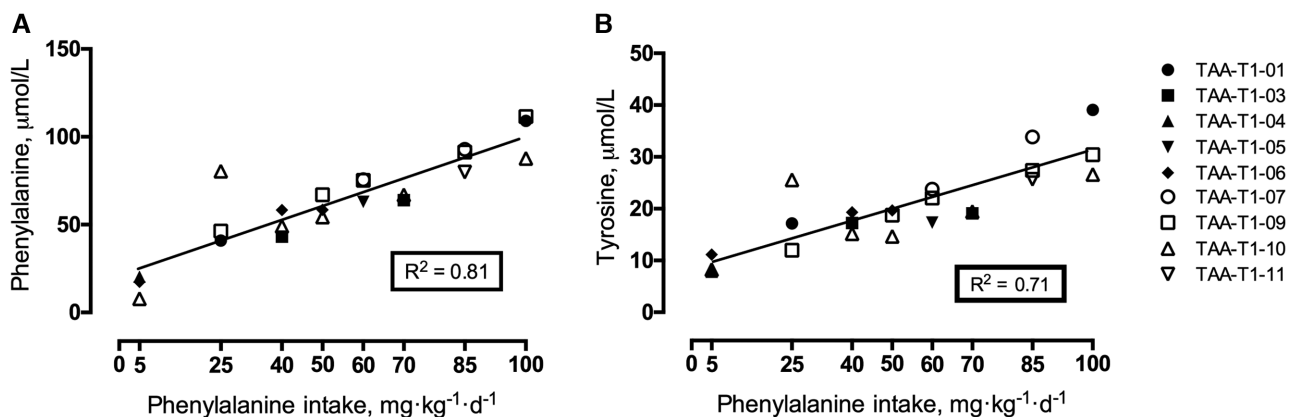 A
Phenylalanine, μmol/L
150
100
50
0
R² = 0.81
0 5 25 40 50 60 70 85 100
Phenylalanine intake, mg·kg⁻¹·d⁻¹
B
Tyrosine, μmol/L
50
40
30
20
10
0
R² = 0.71
0 5 25 40 50 60 70 85 100
Phenylalanine intake, mg·kg⁻¹·d⁻¹
TAA-T1-01
TAA-T1-03
TAA-T1-04
TAA-T1-05
TAA-T1-06
TAA-T1-07
TAA-T1-09
TAA-T1-10
TAA-T1-11